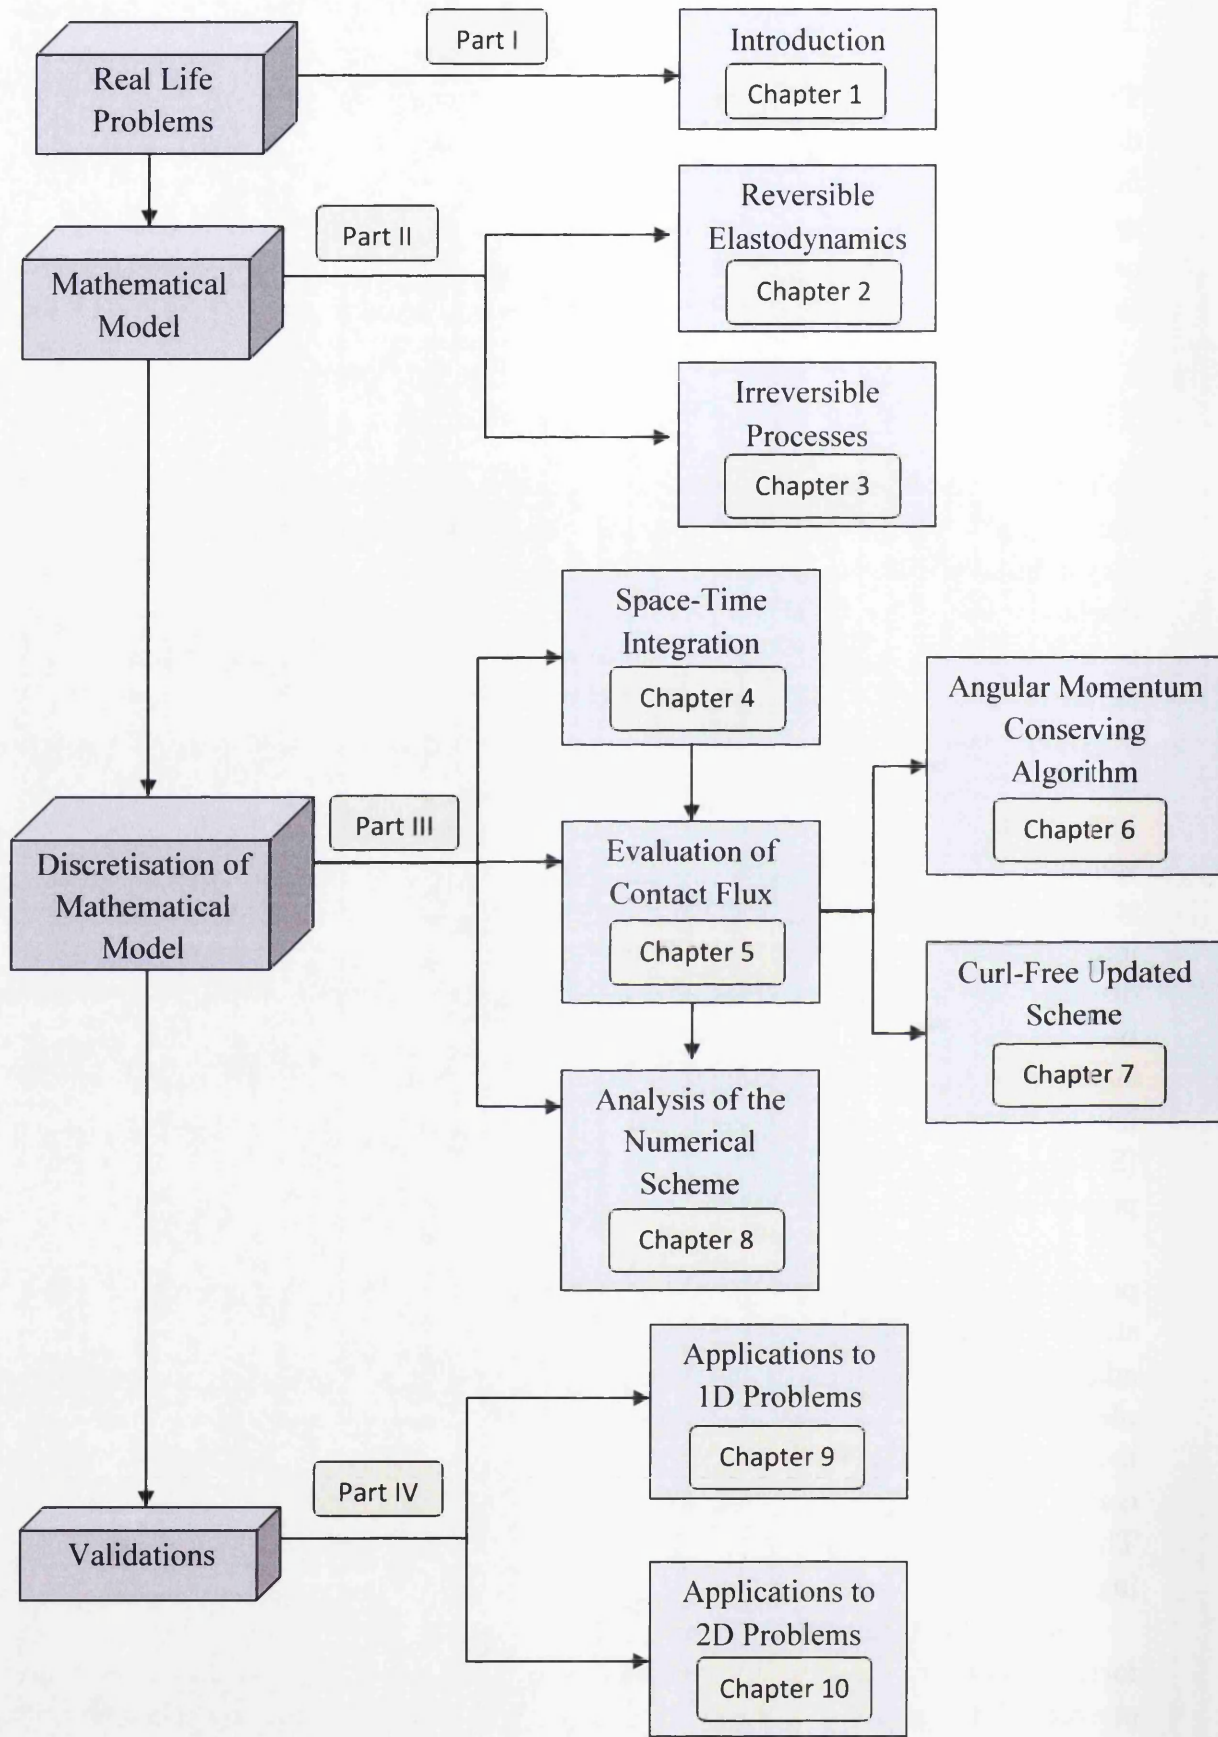 Part I
Introduction
Chapter 1
Real Life
Problems
Reversible
Elastodynamics
Chapter 2
Part II
Mathematical
Model
Irreversible
Processes
Chapter 3
Space-Time
Integration
Chapter 4
Angular Momentum
Conserving
Algorithm
Chapter 6
Part III
Discretisation of
Mathematical
Model
Evaluation of
Contact Flux
Chapter 5
Curl-Free Updated
Scheme
Chapter 7
Analysis of the
Numerical
Scheme
Chapter 8
Applications to
1D Problems
Chapter 9
Part IV
Validations
Applications to
2D Problems
Chapter 10